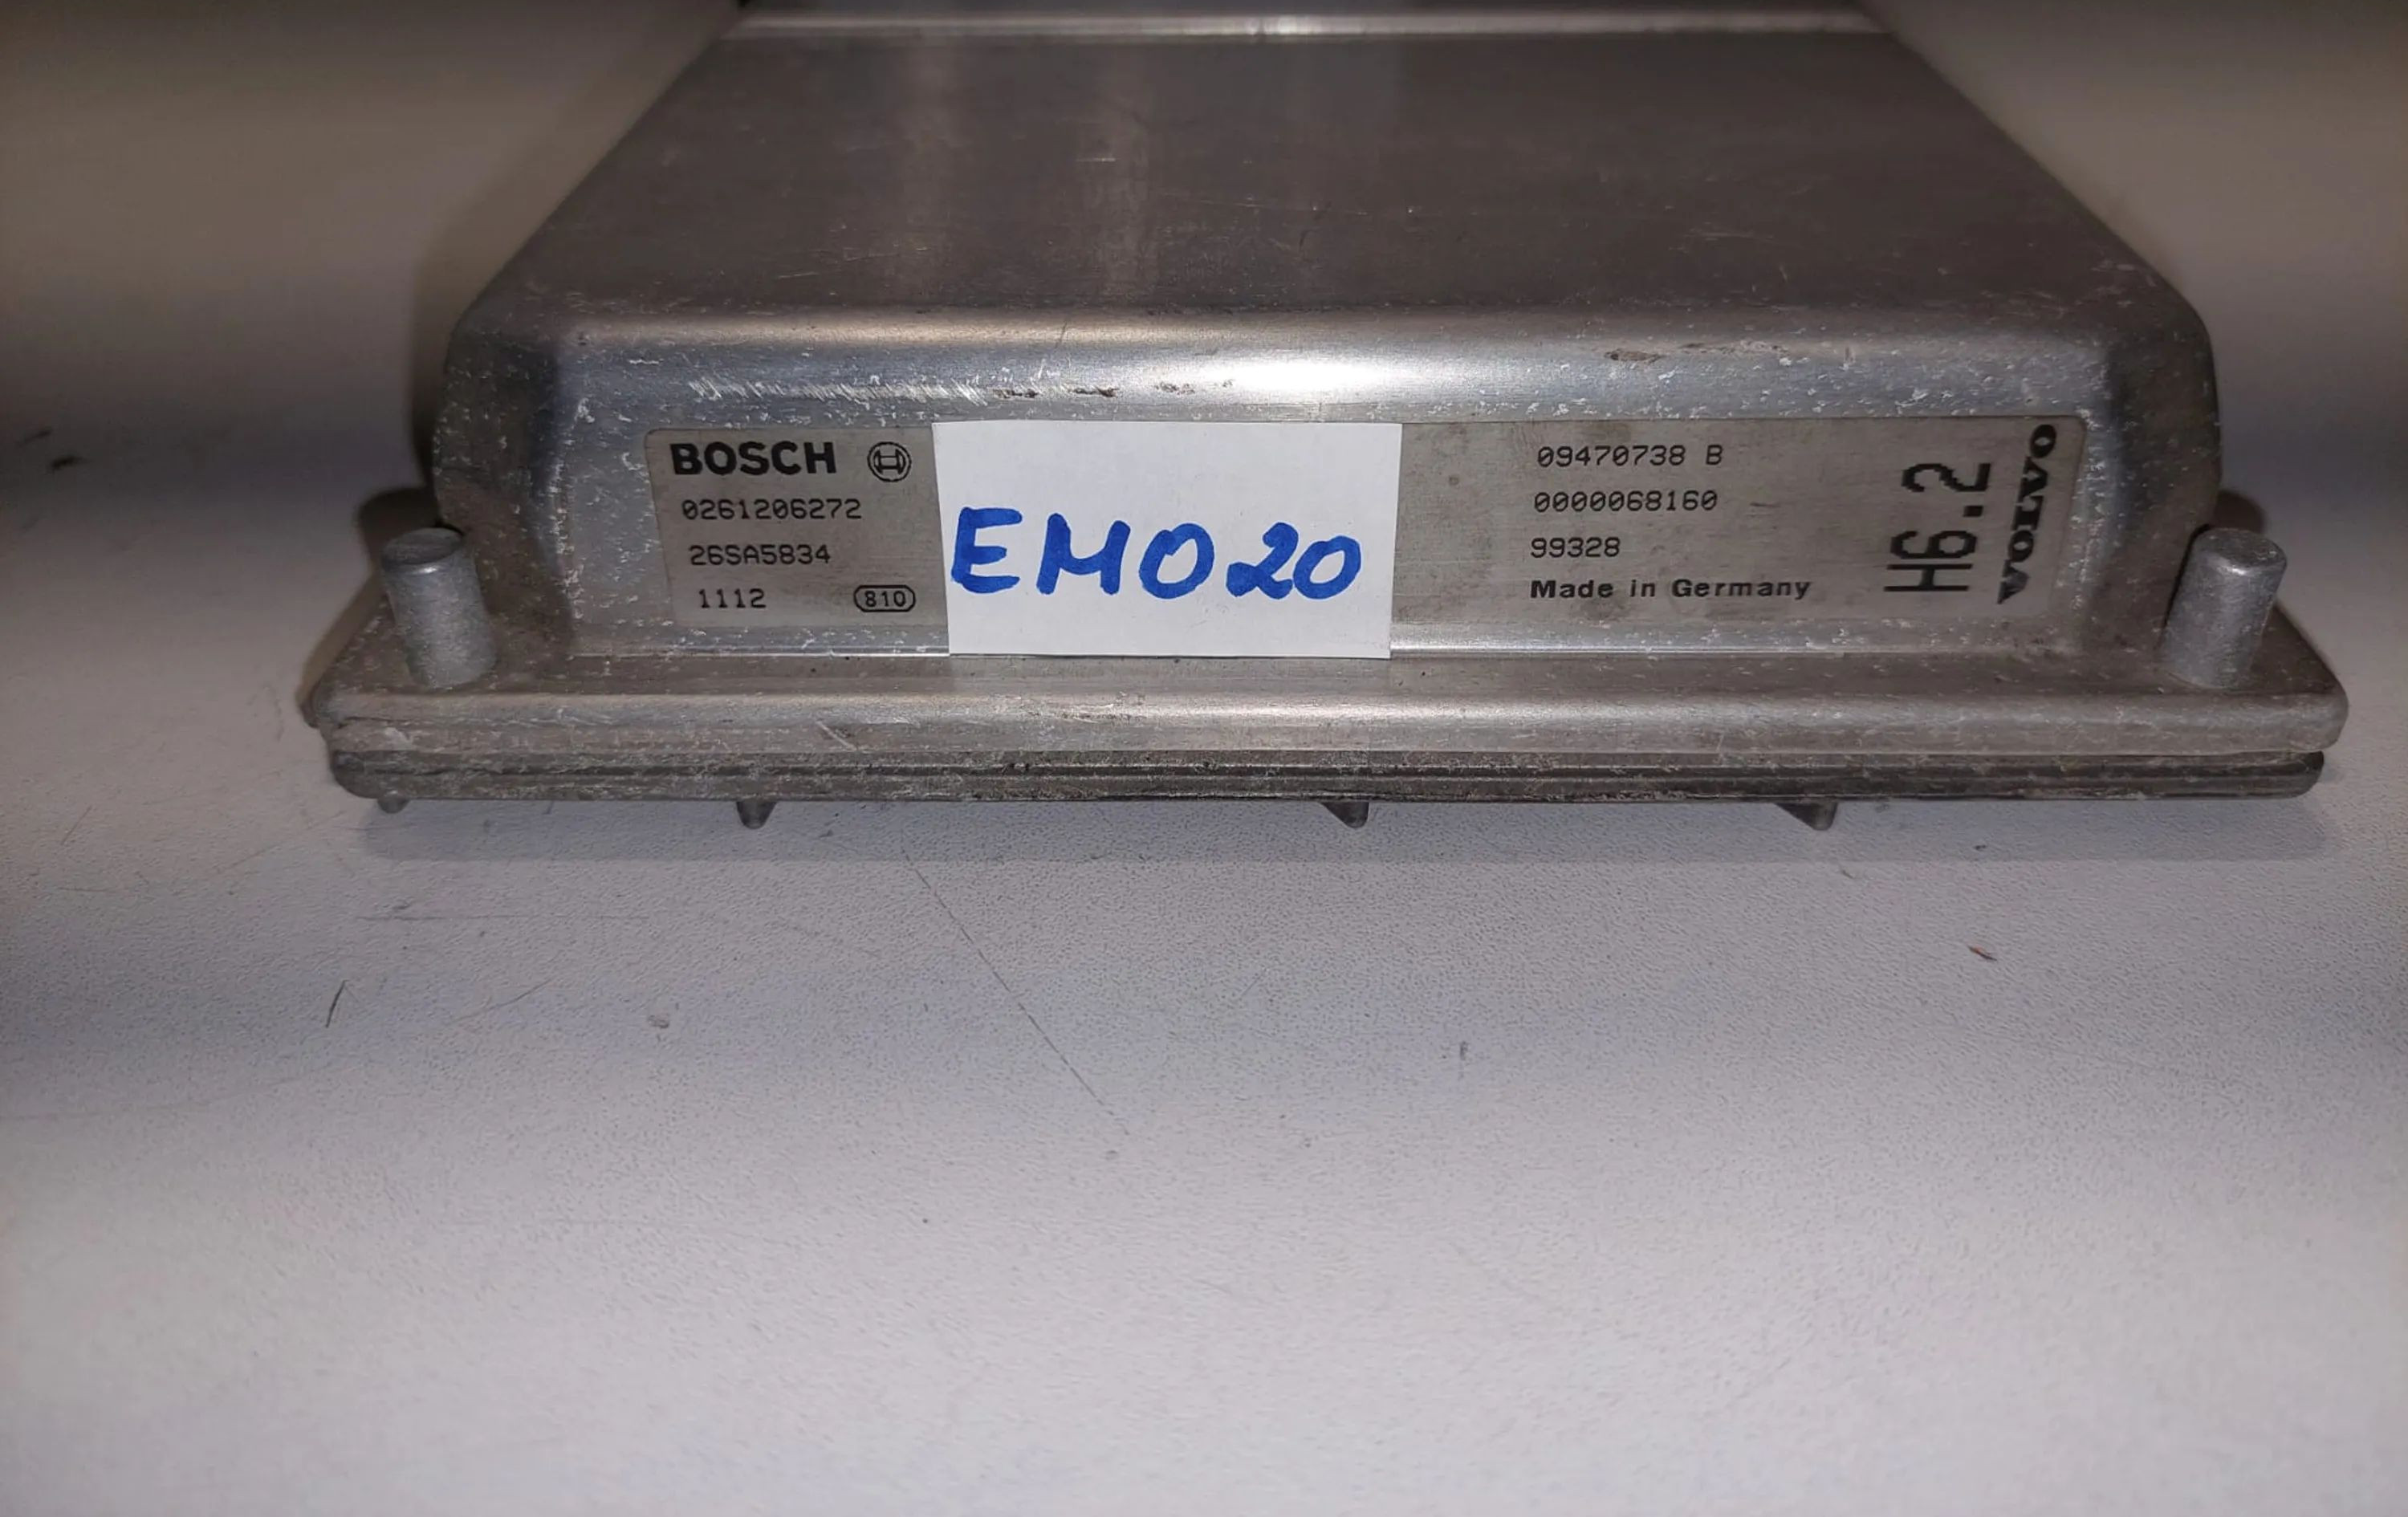 BOSCH
0261206272
26SA5834
1112 810
EM020
09470738 B
0000068160
99328
Made in Germany
H6.2
VOLVO